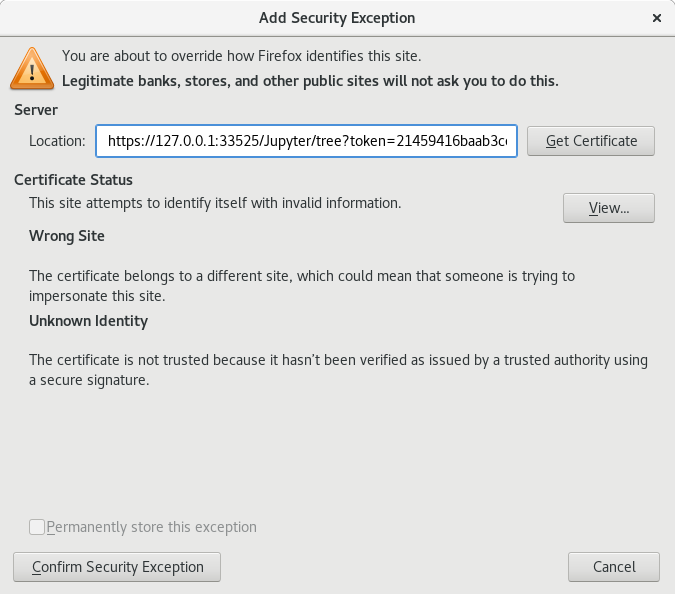 Add Security Exception
You are about to override how Firefox identifies this site.
Legitimate banks, stores, and other public sites will not ask you to do this.
Server
Location: https://127.0.0.1:33525/Jupyter/tree?token=21459416baab3c Get Certificate
Certificate Status
This site attempts to identify itself with invalid information.
View...
Wrong Site
The certificate belongs to a different site, which could mean that someone is trying to
impersonate this site.
Unknown Identity
The certificate is not trusted because it hasn't been verified as issued by a trusted authority using
a secure signature.
Permanently store this exception
Confirm Security Exception Cancel